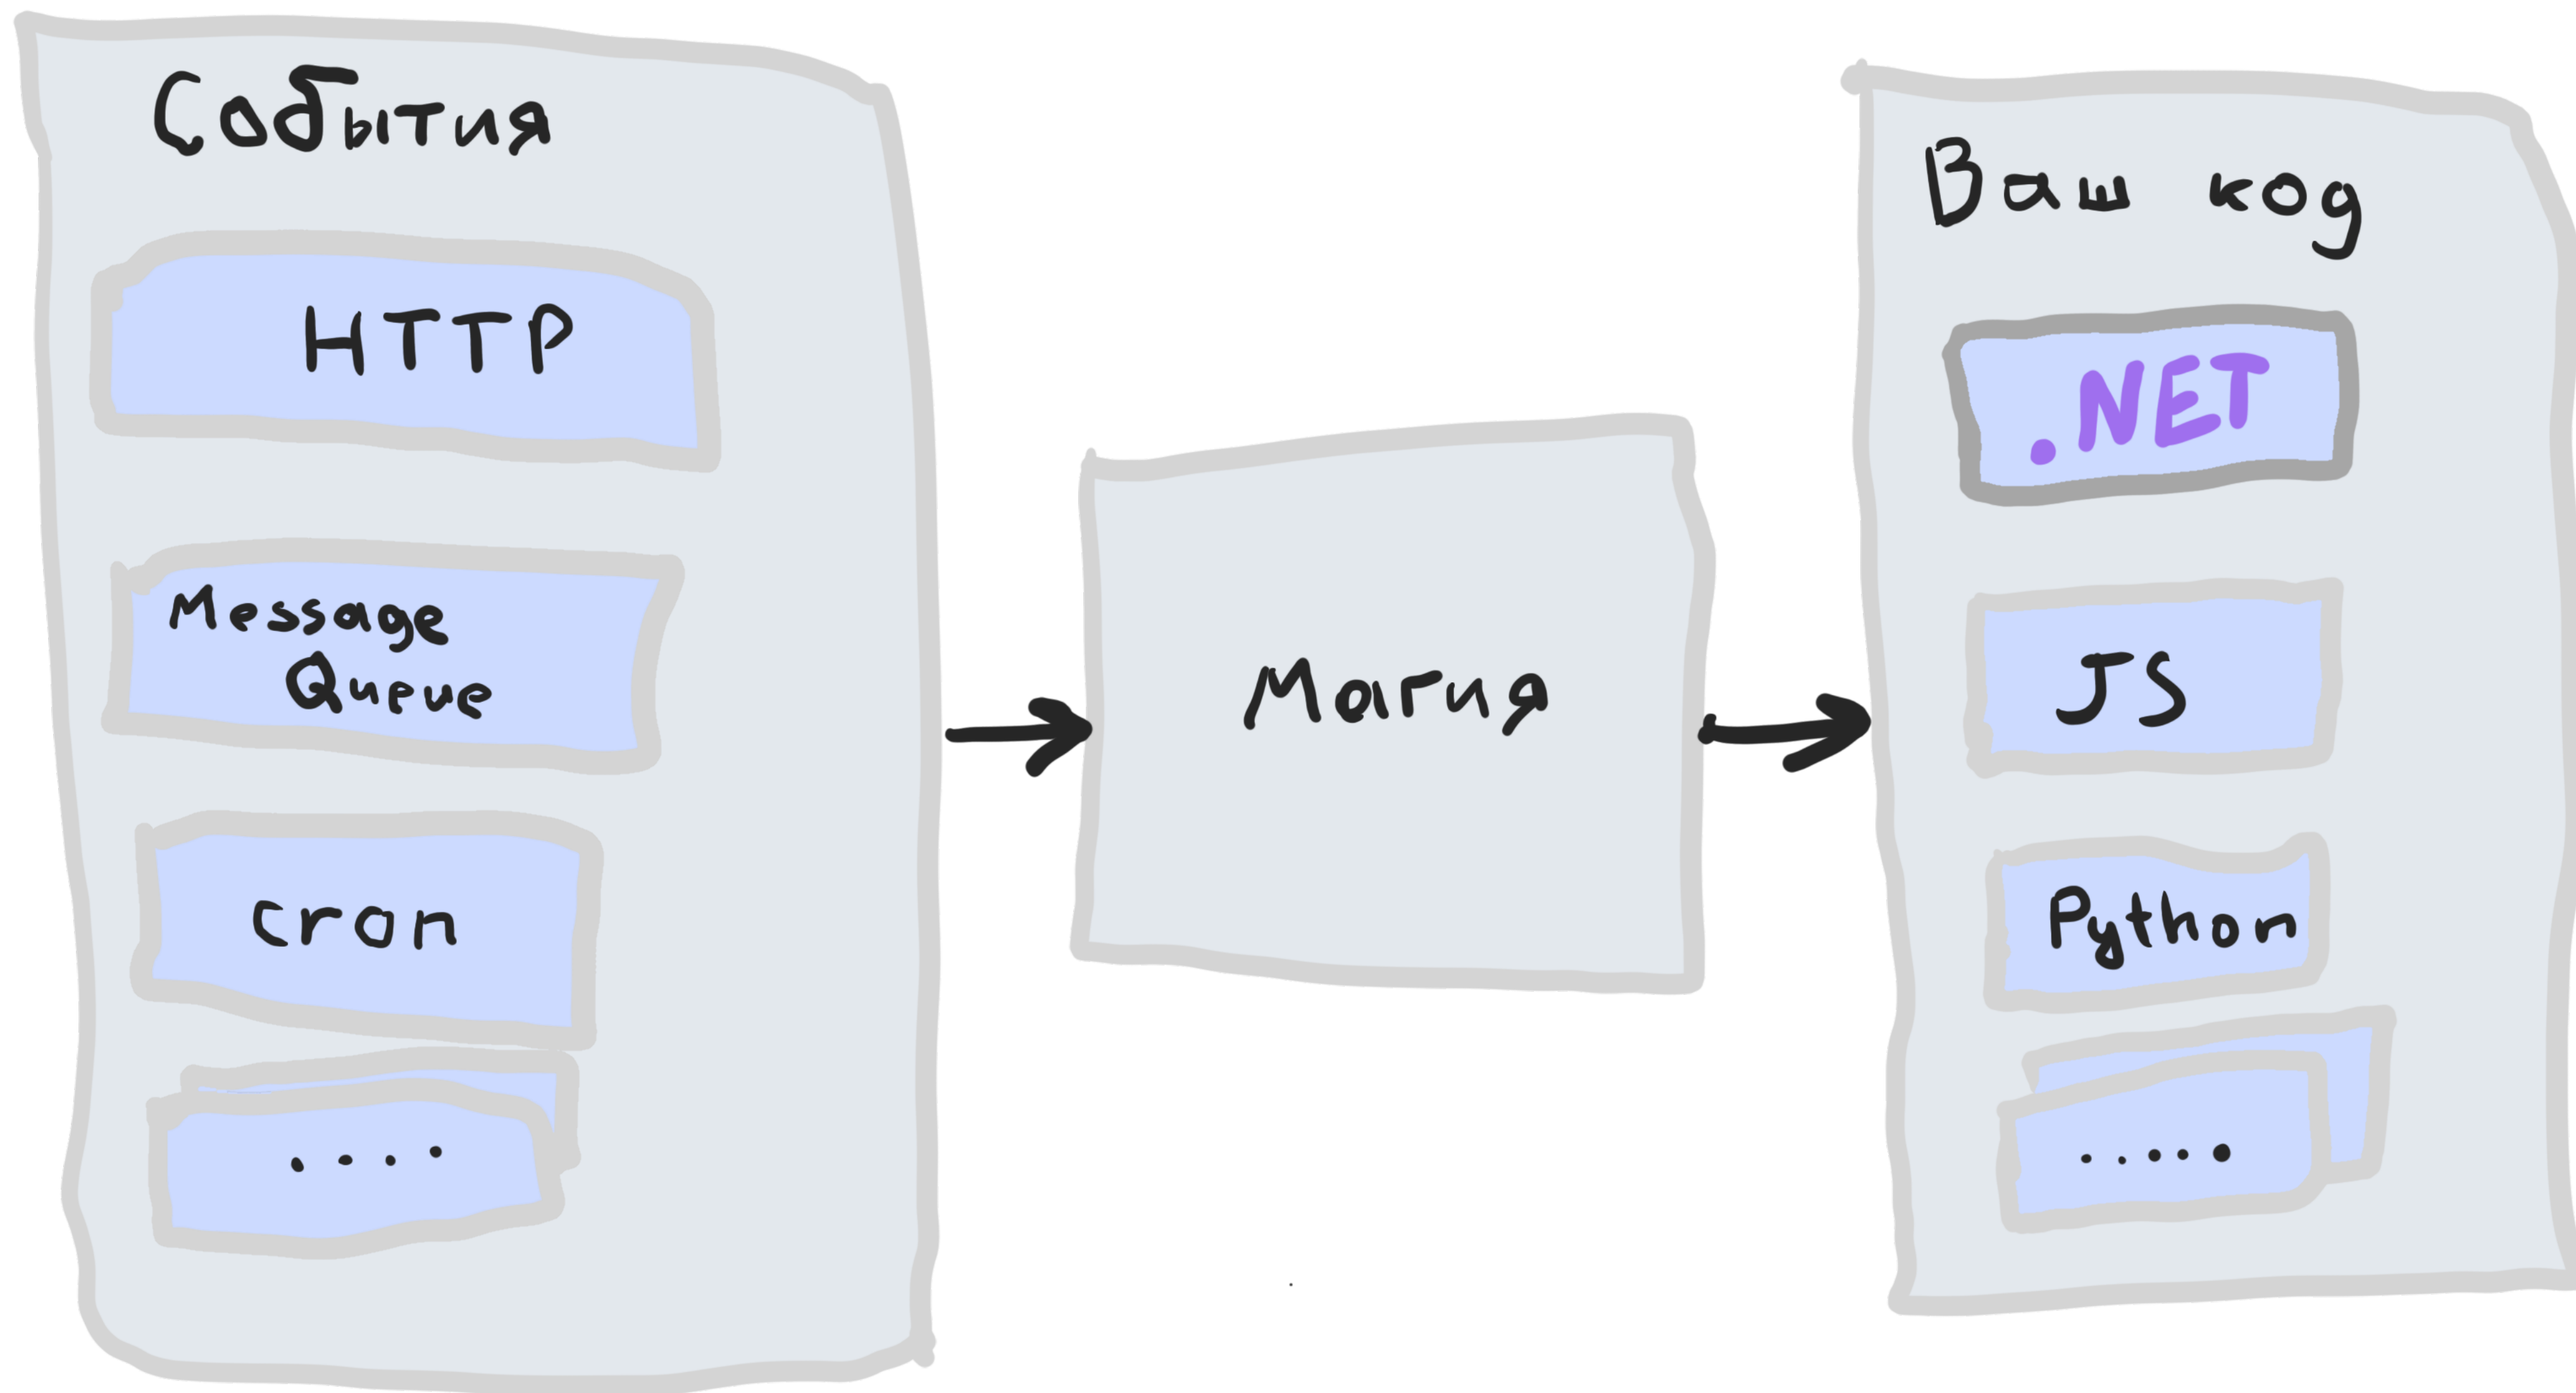 События
HTTP
Message
Queue
cron
....
Магия
Ваш код
.NET
JS
Python
.....